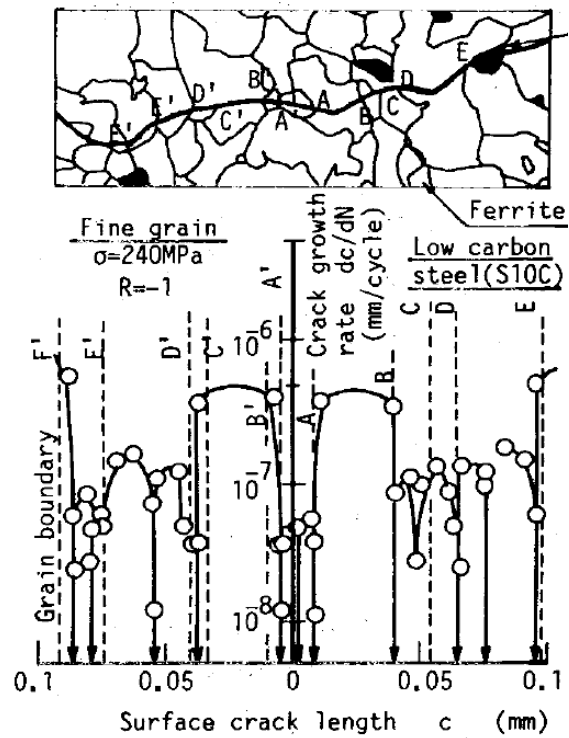 E
B' D
D' A
E' C' A' B C
F'
Ferrite
Fine grain
σ=240MPa
R=-1
A'
Crack growth
rate dc/dN
(mm/cycle)
Low carbon
steel(S10C)
F' E' D' C' B' A B C D E
10⁻⁶
10⁻⁷
10⁻⁸
Grain boundary
0.1 0.05 0 0.05 0.1
Surface crack length c (mm)